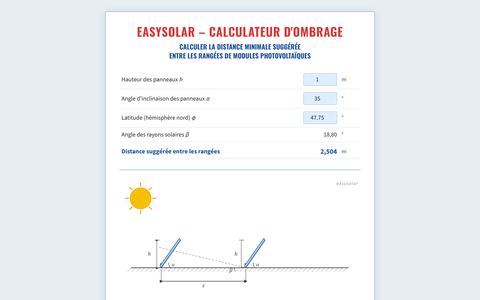 EASYSOLAR – CALCULATEUR D'OMBRAGE
CALCULER LA DISTANCE MINIMALE SUGGÉRÉE
ENTRE LES RANGÉES DE MODULES PHOTOVOLTAÏQUES
Hauteur des panneaux h 1 m
Angle d'inclinaison des panneaux α 35 °
Latitude (hémisphère nord) ϕ 47.75 °
Angle des rayons solaires β 18,80 °
Distance suggérée entre les rangées 2,504 m
easysolar
h α h α
β
r